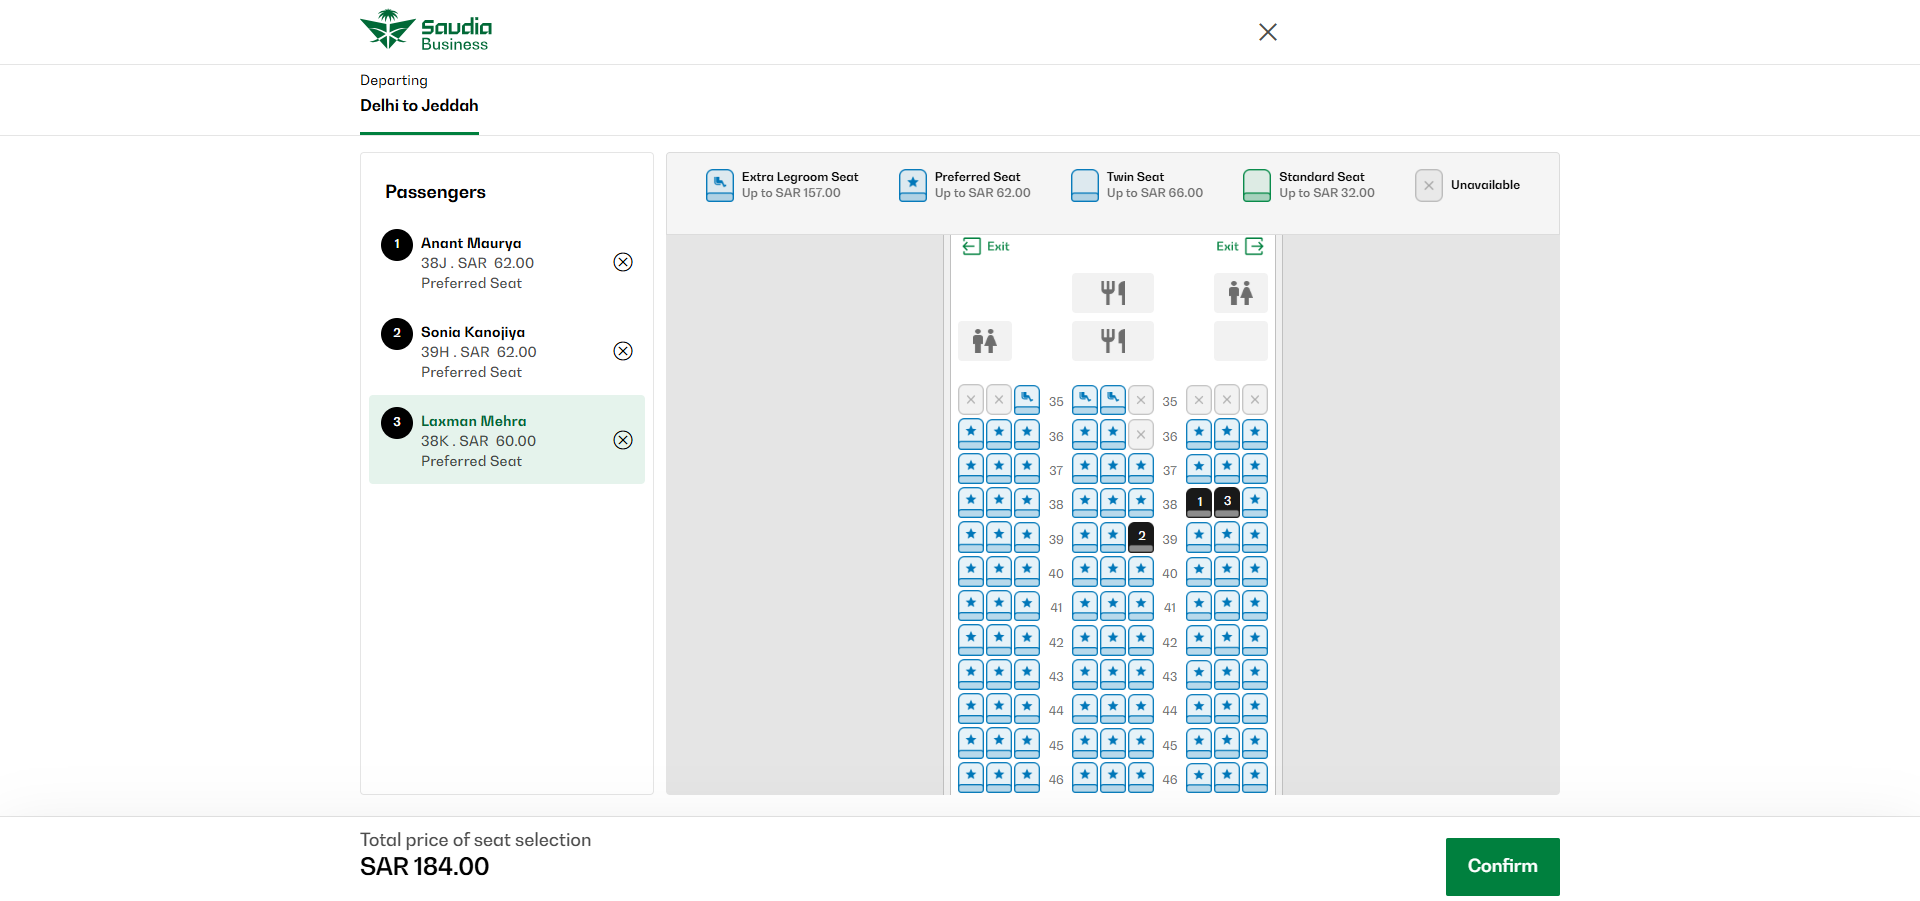 Saudia
Business
Departing
Delhi to Jeddah
Passengers
1
Anant Maurya
38J . SAR 62.00
Preferred Seat
2
Sonia Kanojiya
39H . SAR 62.00
Preferred Seat
3
Laxman Mehra
38K . SAR 60.00
Preferred Seat
Extra Legroom Seat
Up to SAR 157.00
Preferred Seat
Up to SAR 62.00
Twin Seat
Up to SAR 66.00
Standard Seat
Up to SAR 32.00
Unavailable
Exit Exit
35 35
36 36
37 37
38 38 1 3
39 2 39
40 40
41 41
42 42
43 43
44 44
45 45
46 46
Total price of seat selection
SAR 184.00
Confirm